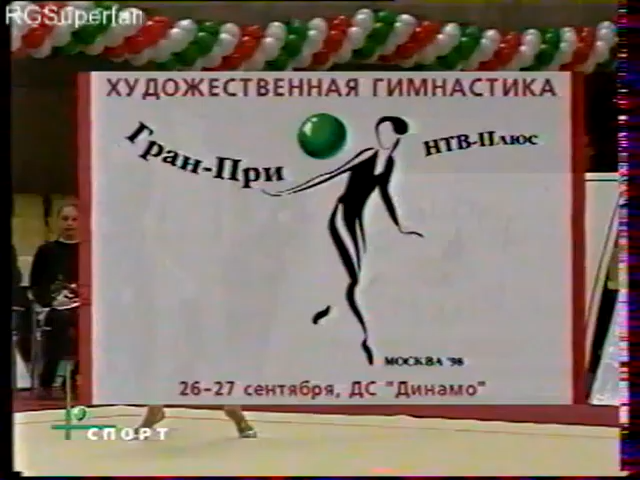 RGSuperfan
ХУДОЖЕСТВЕННАЯ ГИМНАСТИКА
Гран-При
НТВ-Плюс
МОСКВА '98
26-27 сентября, ДС "Динамо"
СПОРТ